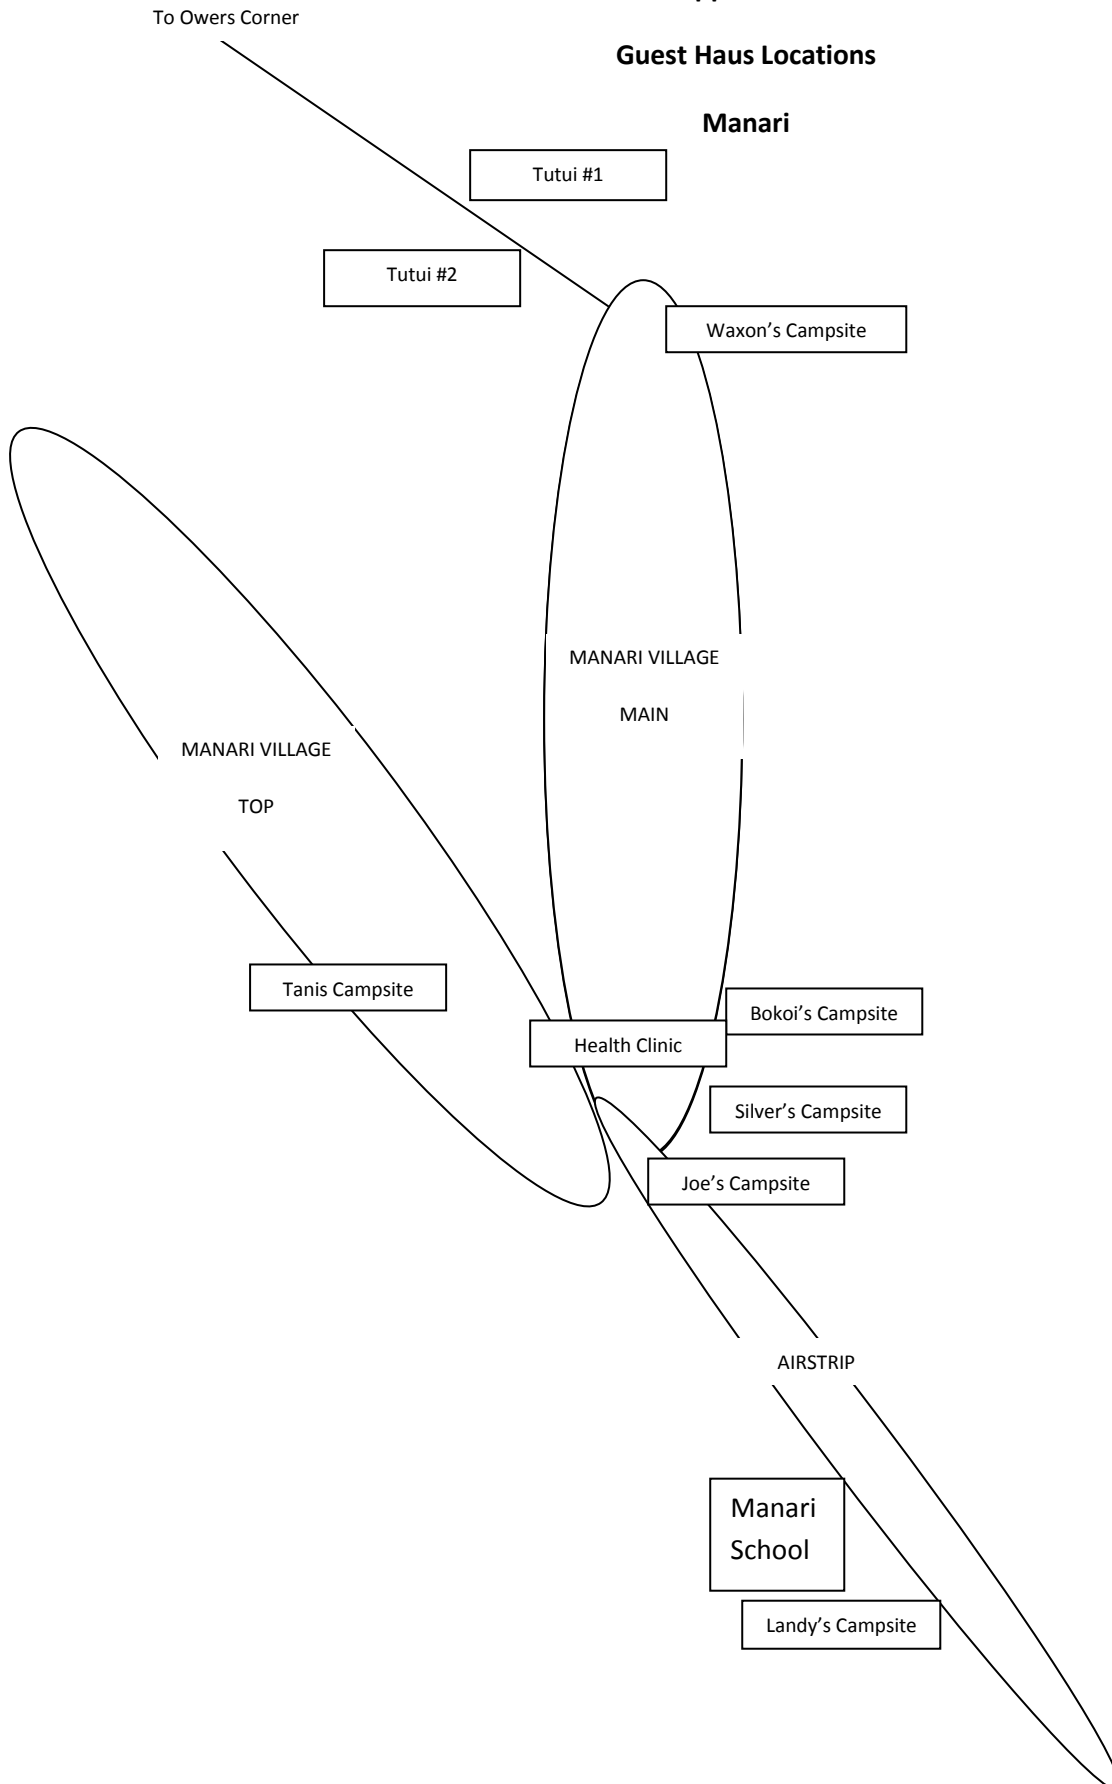 To Owers Corner
Guest Haus Locations
Manari
Tutui #1
Tutui #2
Waxon's Campsite
MANARI VILLAGE
MAIN
MANARI VILLAGE
TOP
Tanis Campsite
Bokoi's Campsite
Health Clinic
Silver's Campsite
Joe's Campsite
AIRSTRIP
Manari
School
Landy's Campsite